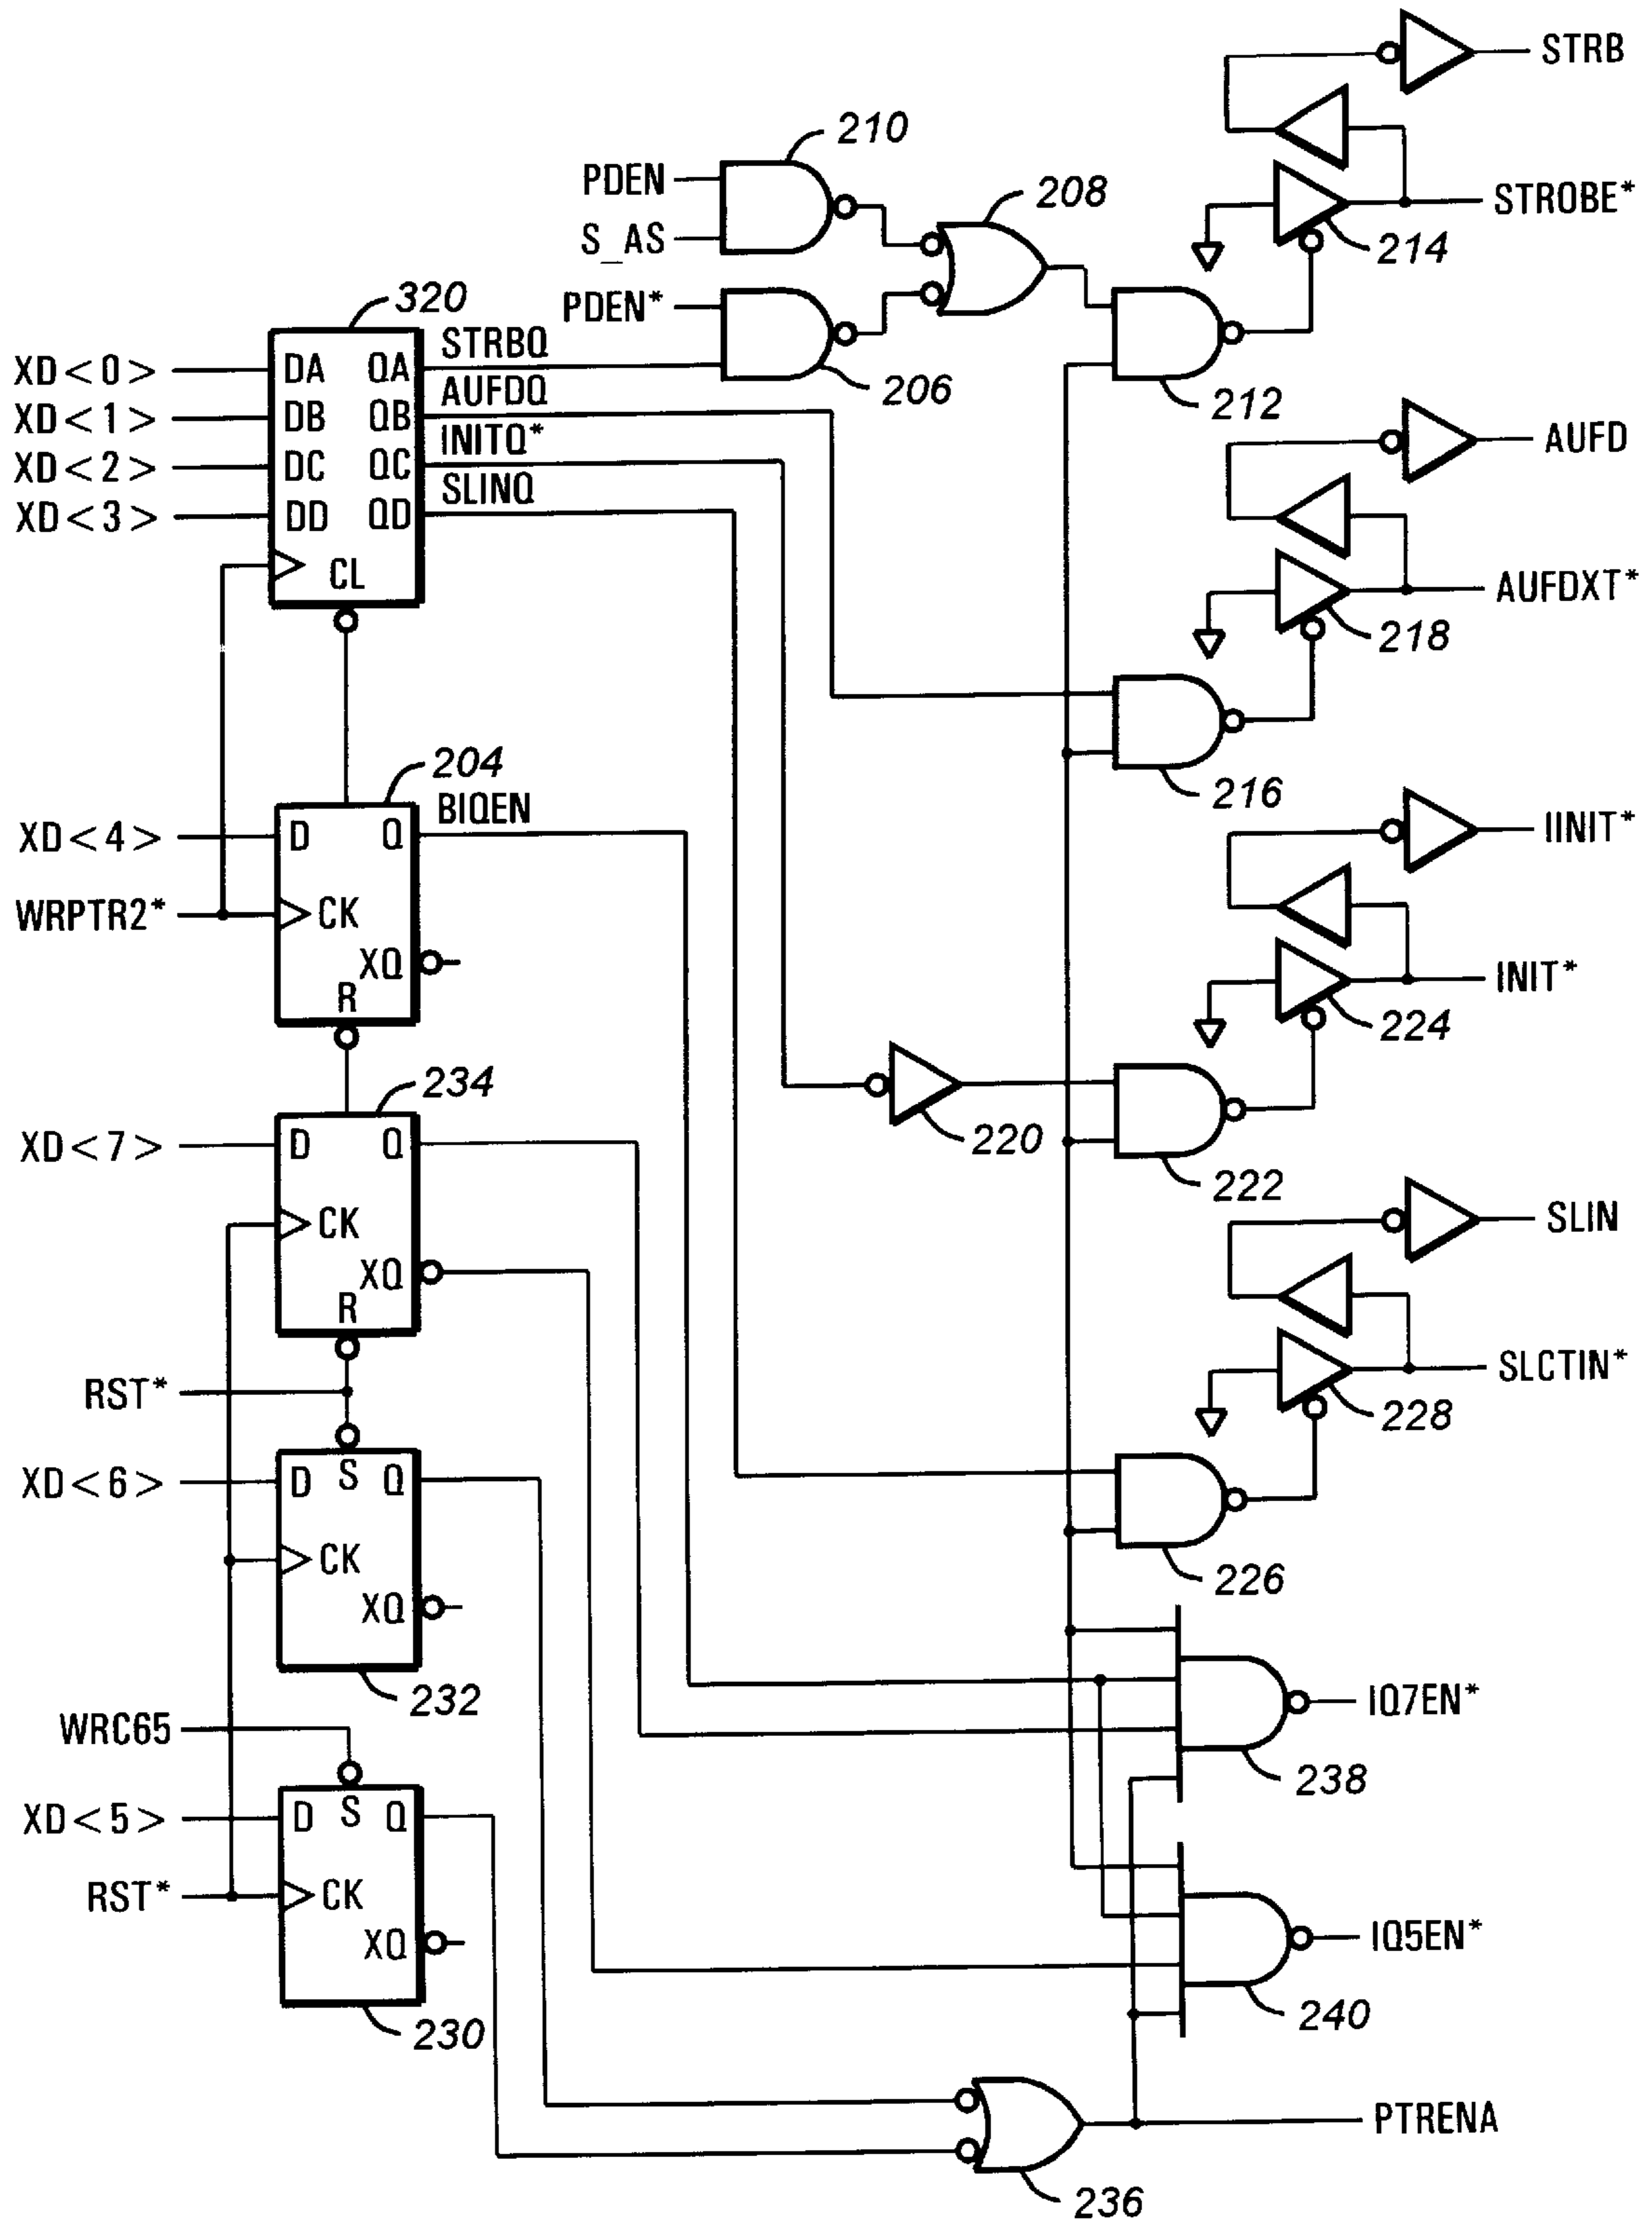 STRB
210
PDEN
208
STROBE*
S_AS
214
320
PDEN*
STRBQ
XD<0>
DA QA
206
212
AUFDQ
XD<1>
DB QB
AUFD
INITQ*
XD<2>
DC QC
SLINQ
XD<3>
DD QD
CL
AUFDXT*
218
204
BIQEN
216
XD<4>
D Q
IINIT*
WRPTR2*
CK
XQ
R
INIT*
224
234
XD<7>
D Q
220
222
CK
SLIN
XQ
R
SLCTIN*
RST*
228
XD<6>
D S Q
CK
226
XQ
232
IQ7EN*
WRC65
238
XD<5>
D S Q
RST*
CK
IQ5EN*
XQ
240
230
PTRENA
236